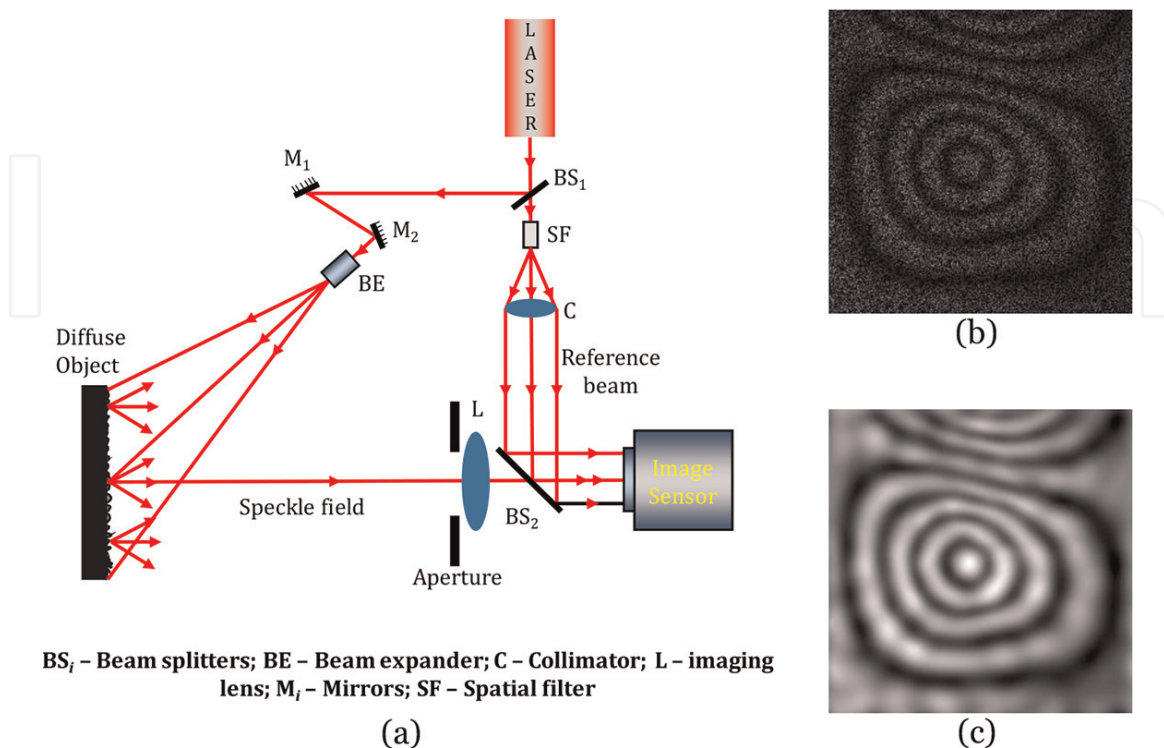 LASER
M₁
BS₁
M₂
SF
BE
C
Diffuse
Object
Reference
beam
L
Speckle field
BS₂
Image
Sensor
Aperture
BSᵢ – Beam splitters; BE – Beam expander; C – Collimator; L – imaging
lens; Mᵢ – Mirrors; SF – Spatial filter
(a)
(b)
(c)